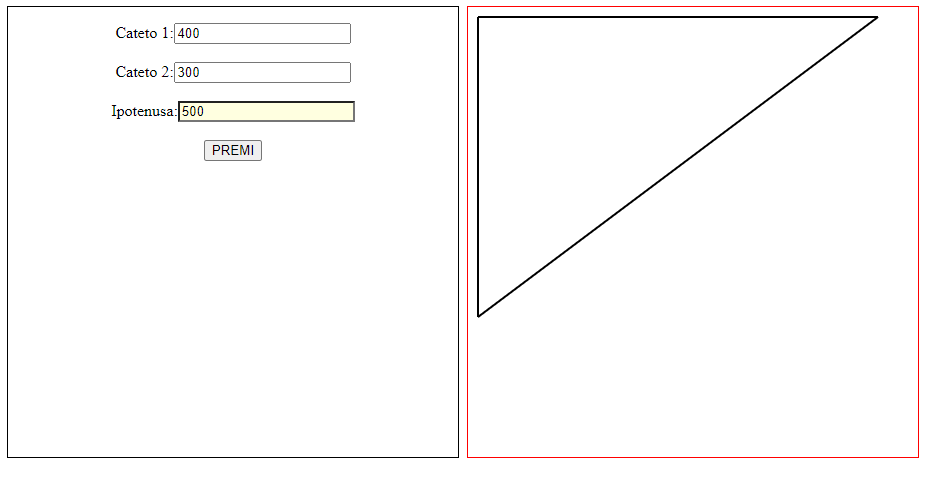 Cateto 1: 400
Cateto 2: 300
Ipotenusa: 500
PREMI